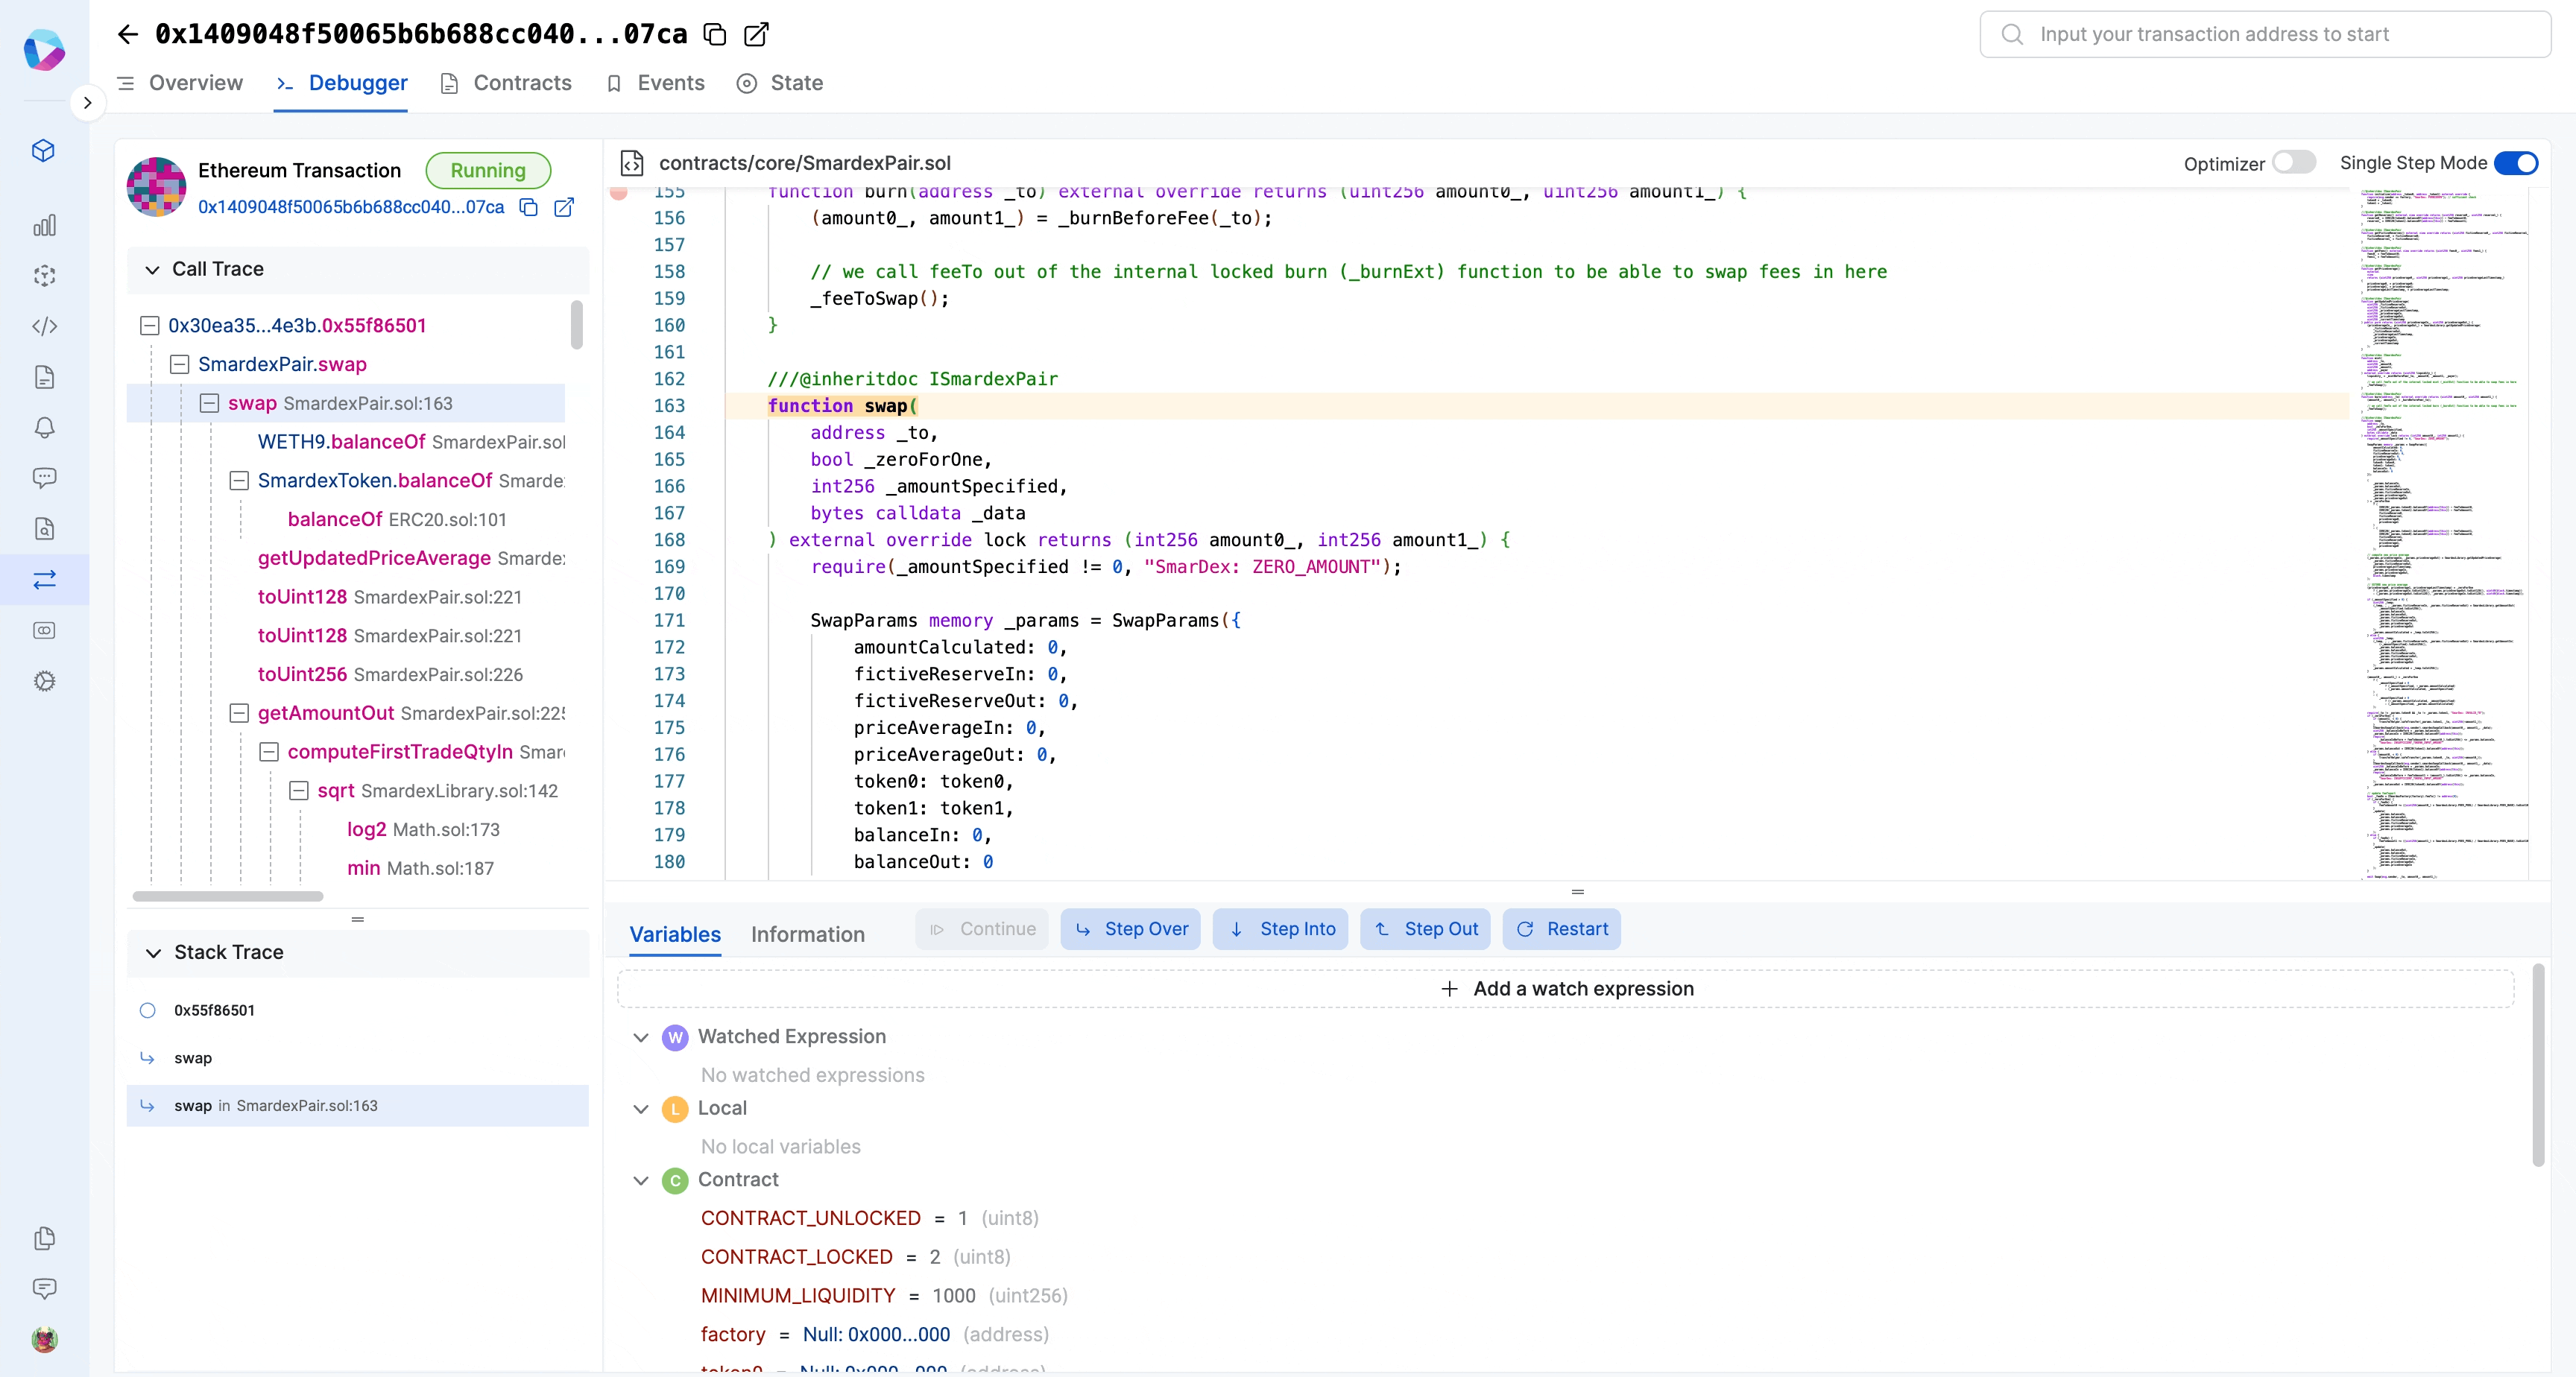 0x1409048f50065b6b688cc040...07ca
Input your transaction address to start
Overview
Debugger
Contracts
Events
State
Ethereum Transaction
Running
0x1409048f50065b6b688cc040...07ca
Call Trace
0x30ea35...4e3b.0x55f86501
SmardexPair.swap
swap SmardexPair.sol:163
WETH9.balanceOf SmardexPair.sol
SmardexToken.balanceOf Smarde
balanceOf ERC20.sol:101
getUpdatedPriceAverage Smardex
toUint128 SmardexPair.sol:221
toUint128 SmardexPair.sol:221
toUint256 SmardexPair.sol:226
getAmountOut SmardexPair.sol:225
computeFirstTradeQtyIn Smar
sqrt SmardexLibrary.sol:142
log2 Math.sol:173
min Math.sol:187
Stack Trace
0x55f86501
swap
swap in SmardexPair.sol:163
contracts/core/SmardexPair.sol
Optimizer
Single Step Mode
155 function burn(address _to) external override returns (uint256 amount0_, uint256 amount1_) {
156 (amount0_, amount1_) = _burnBeforeFee(_to);
157
158 // we call feeTo out of the internal locked burn (_burnExt) function to be able to swap fees in here
159 _feeToSwap();
160 }
161
162 ///@inheritdoc ISmardexPair
163 function swap(
164 address _to,
165 bool _zeroForOne,
166 int256 _amountSpecified,
167 bytes calldata _data
168 ) external override lock returns (int256 amount0_, int256 amount1_) {
169 require(_amountSpecified != 0, "SmarDex: ZERO_AMOUNT");
170
171 SwapParams memory _params = SwapParams({
172 amountCalculated: 0,
173 fictiveReserveIn: 0,
174 fictiveReserveOut: 0,
175 priceAverageIn: 0,
176 priceAverageOut: 0,
177 token0: token0,
178 token1: token1,
179 balanceIn: 0,
180 balanceOut: 0
Variables
Information
Continue
Step Over
Step Into
Step Out
Restart
+ Add a watch expression
W Watched Expression
No watched expressions
L Local
No local variables
C Contract
CONTRACT_UNLOCKED = 1 (uint8)
CONTRACT_LOCKED = 2 (uint8)
MINIMUM_LIQUIDITY = 1000 (uint256)
factory = Null: 0x000...000 (address)
token0 = Null: 0x000...000 (address)